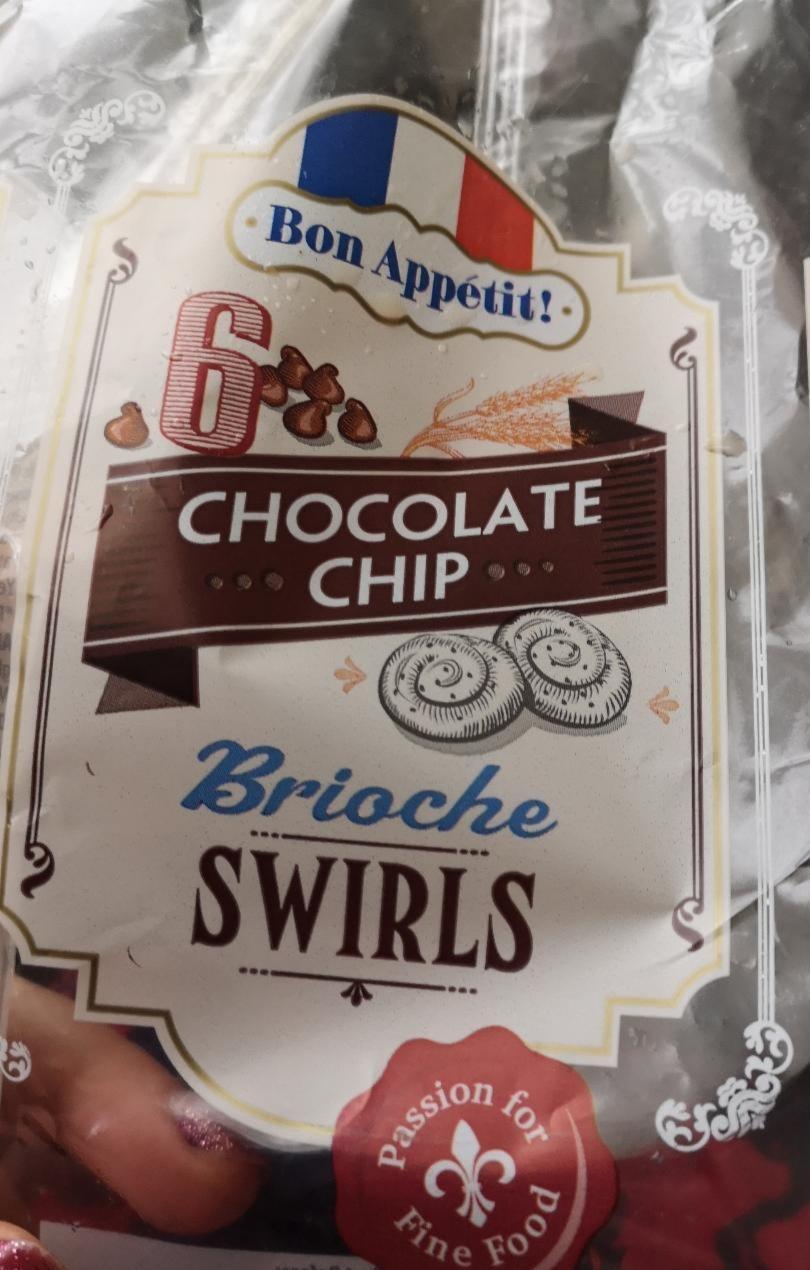 Bon Appétit!
6
CHOCOLATE
CHIP
Brioche
SWIRLS
Passion for
Fine Food